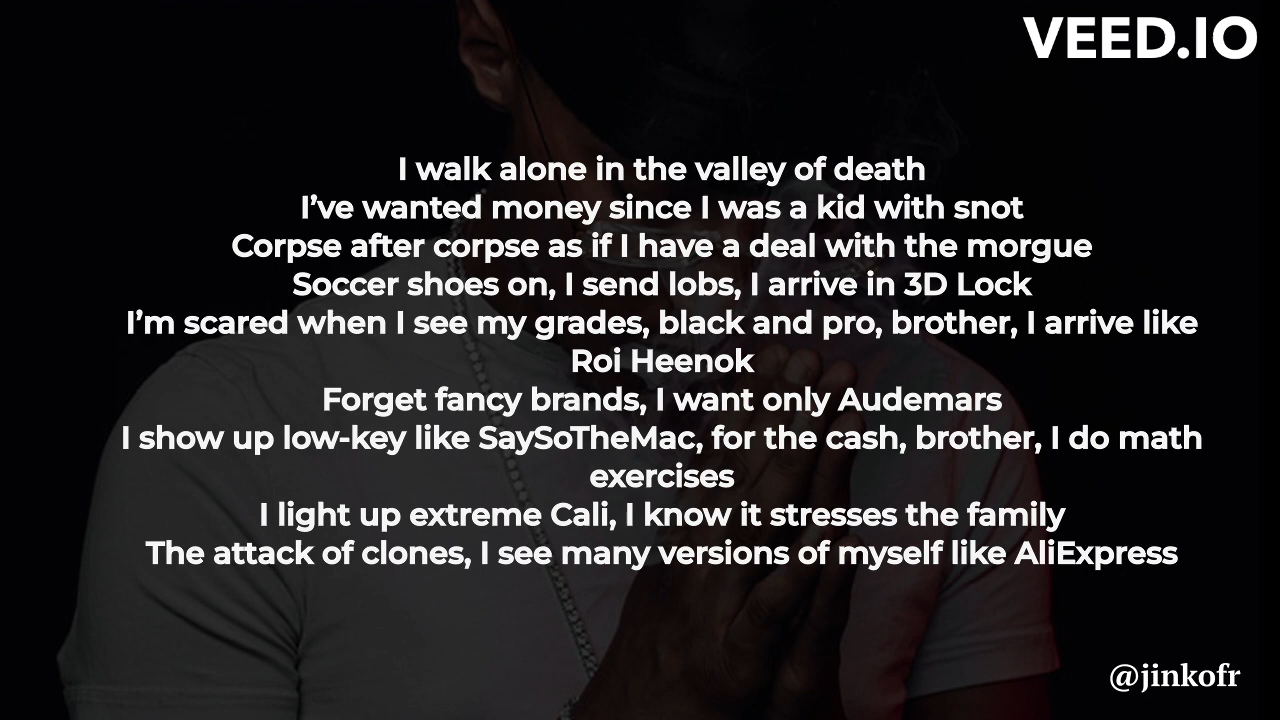 VEED.IO
I walk alone in the valley of death
I’ve wanted money since I was a kid with snot
Corpse after corpse as if I have a deal with the morgue
Soccer shoes on, I send lobs, I arrive in 3D Lock
I’m scared when I see my grades, black and pro, brother, I arrive like
Roi Heenok
Forget fancy brands, I want only Audemars
I show up low-key like SaySoTheMac, for the cash, brother, I do math
exercises
I light up extreme Cali, I know it stresses the family
The attack of clones, I see many versions of myself like AliExpress
@jinkofr